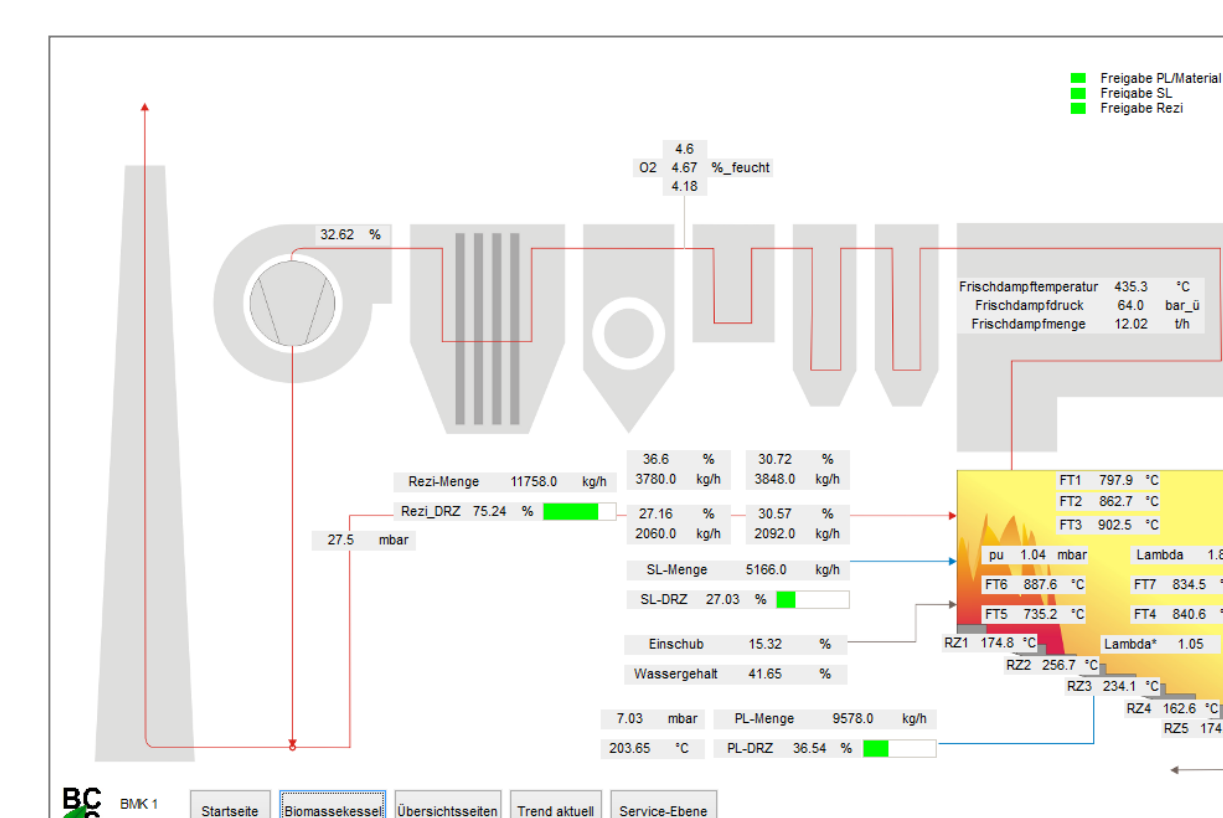 Freigabe PL/Material
Freigabe SL
Freigabe Rezi
4.6
O2 4.67 %_feucht
4.18
32.62 %
Frischdampftemperatur 435.3 °C
Frischdampfdruck 64.0 bar_ü
Frischdampfmenge 12.02 t/h
36.6 % 30.72 %
3780.0 kg/h 3848.0 kg/h
Rezi-Menge 11758.0 kg/h
Rezi_DRZ 75.24 %
27.16 % 30.57 %
2060.0 kg/h 2092.0 kg/h
27.5 mbar
SL-Menge 5166.0 kg/h
SL-DRZ 27.03 %
Einschub 15.32 %
Wassergehalt 41.65 %
7.03 mbar PL-Menge 9578.0 kg/h
203.65 °C PL-DRZ 36.54 %
FT1 797.9 °C
FT2 862.7 °C
FT3 902.5 °C
pu 1.04 mbar Lambda 1.8
FT6 887.6 °C FT7 834.5 °
FT5 735.2 °C FT4 840.6 °
RZ1 174.8 °C Lambda* 1.05
RZ2 256.7 °C
RZ3 234.1 °C
RZ4 162.6 °C
RZ5 174
BC
BMK 1
Startseite Biomassekessel Übersichtsseiten Trend aktuell Service-Ebene